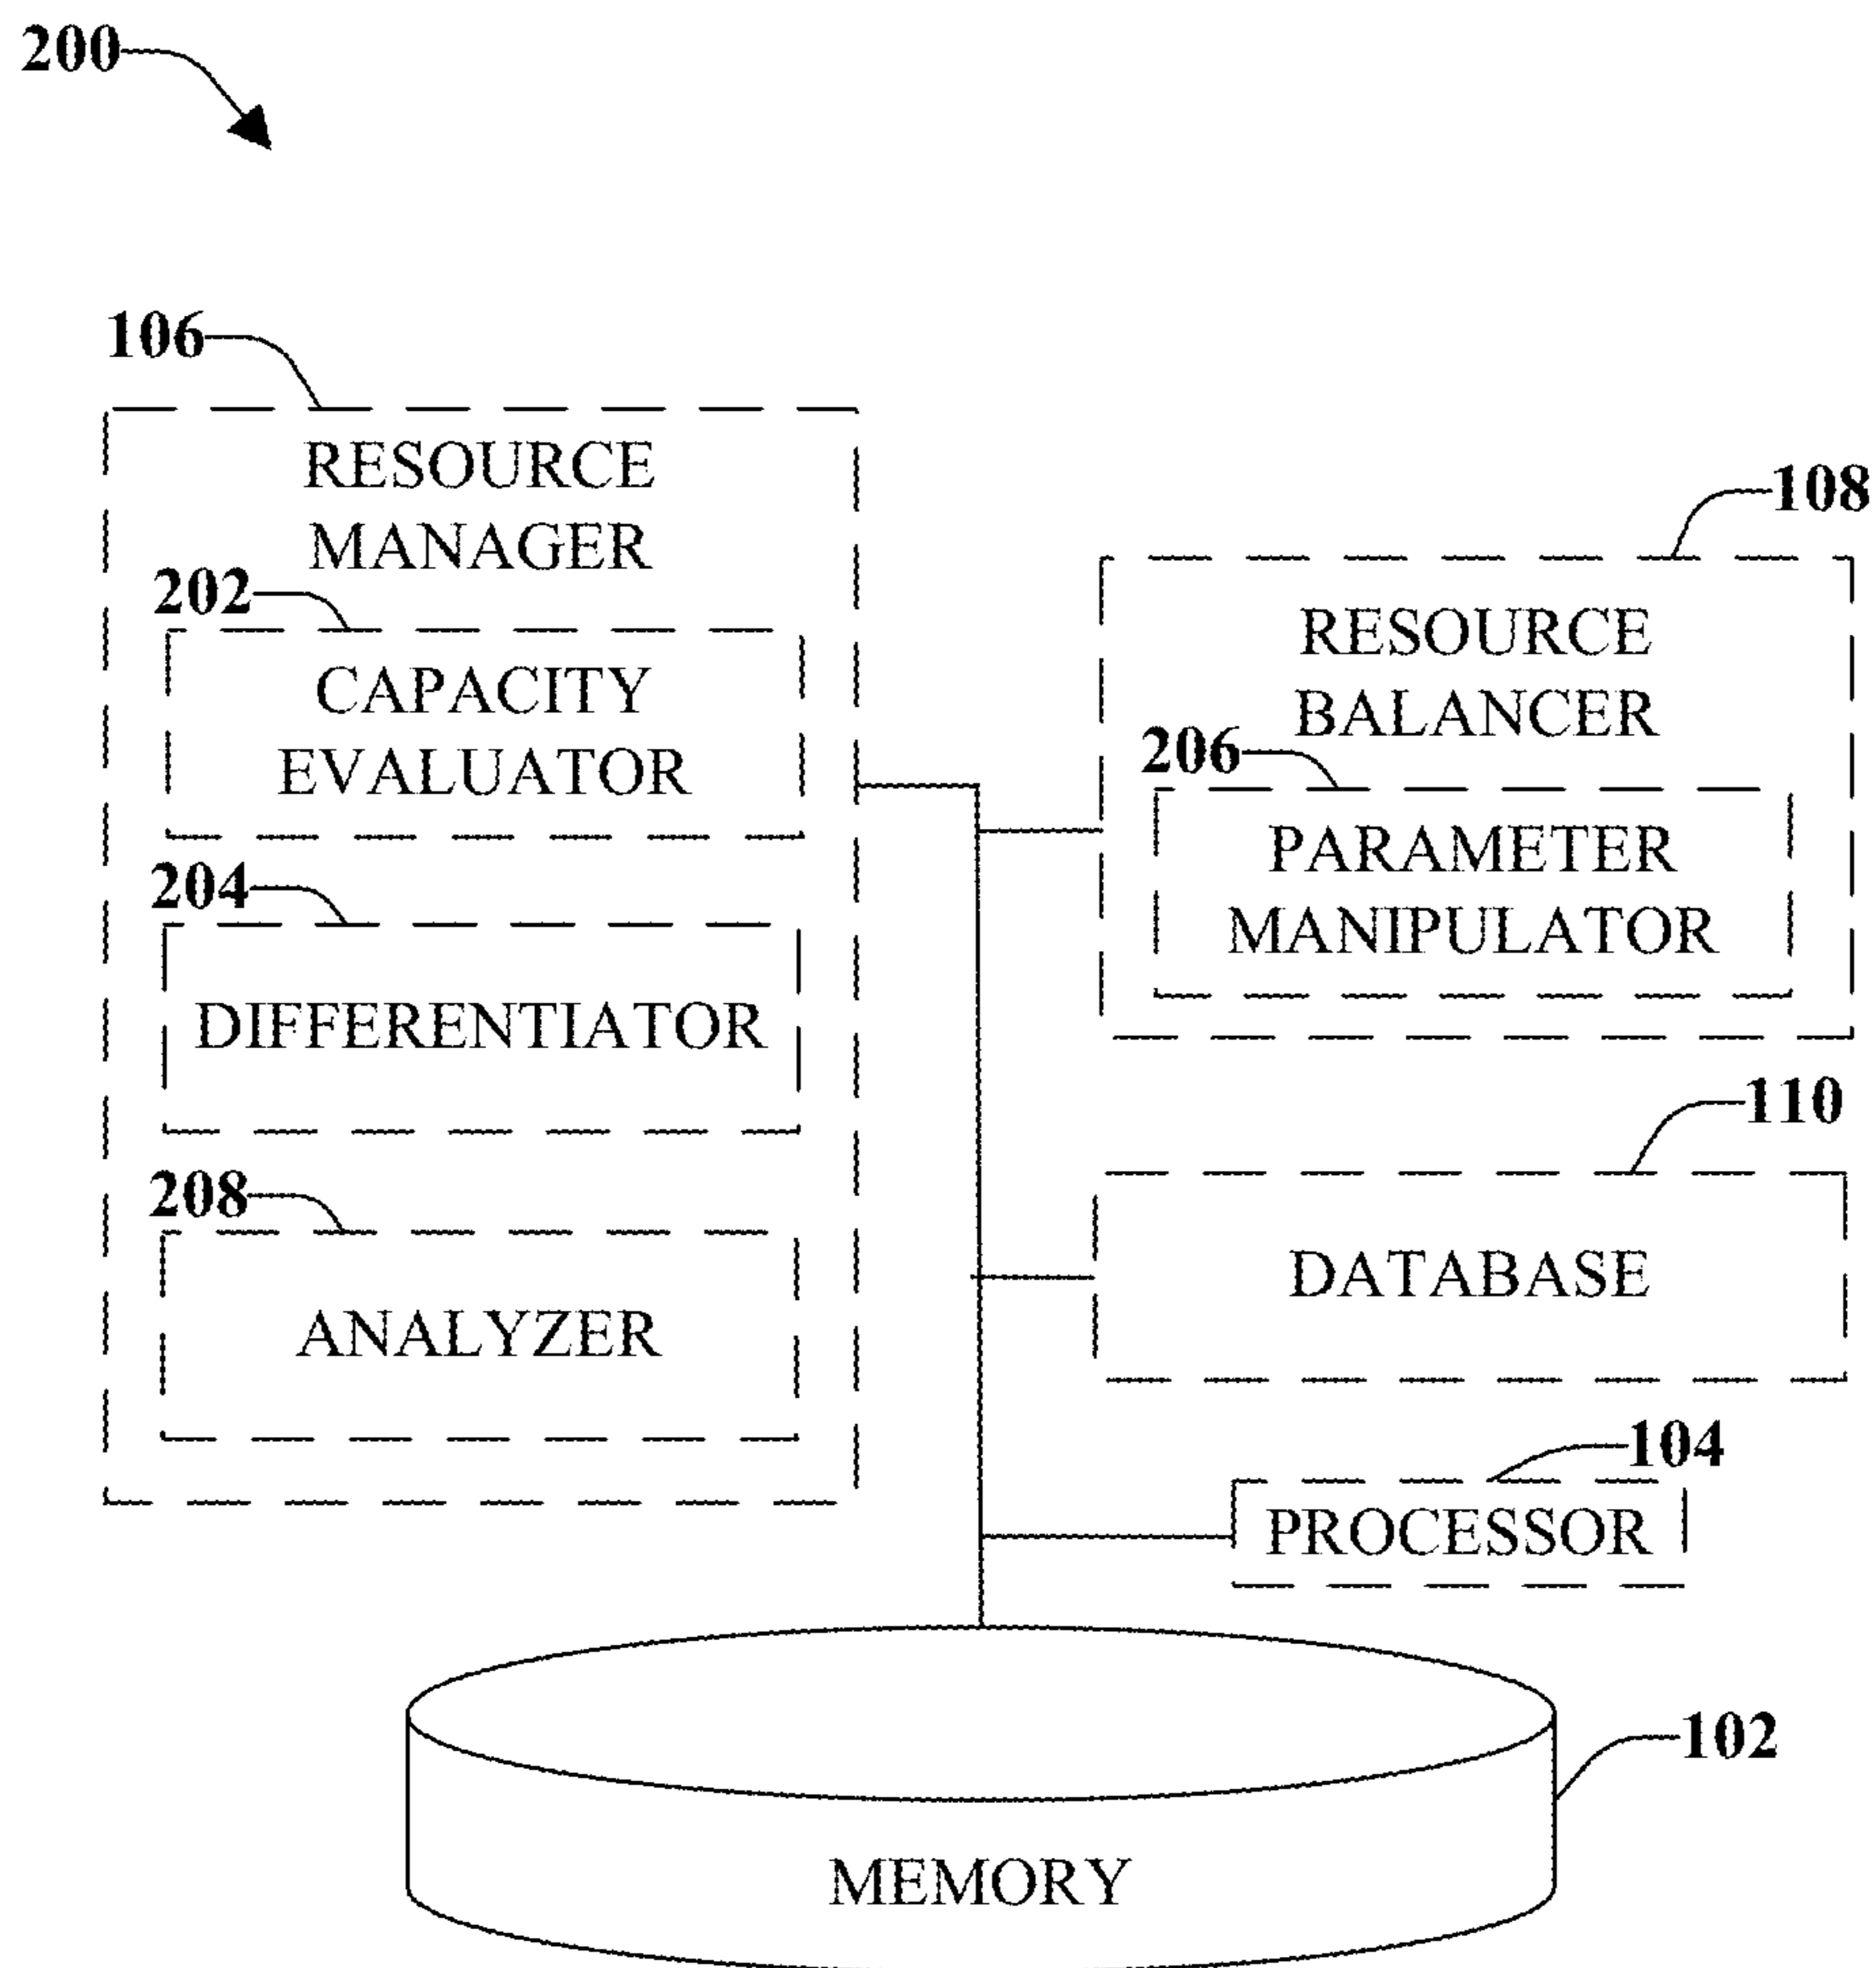 200
106
RESOURCE
MANAGER
202
CAPACITY
EVALUATOR
204
DIFFERENTIATOR
208
ANALYZER
108
RESOURCE
BALANCER
206
PARAMETER
MANIPULATOR
110
DATABASE
104
PROCESSOR
102
MEMORY